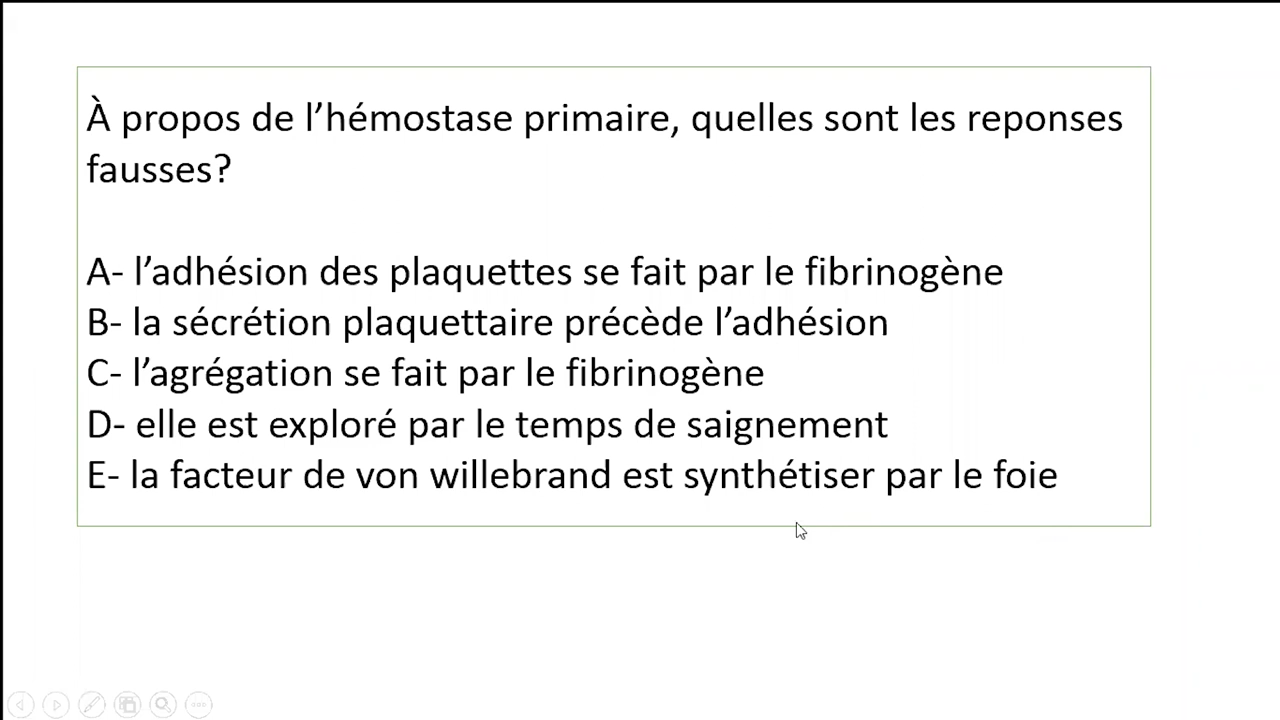 À propos de l’hémostase primaire, quelles sont les reponses
fausses?
A- l’adhésion des plaquettes se fait par le fibrinogène
B- la sécrétion plaquettaire précède l’adhésion
C- l’agrégation se fait par le fibrinogène
D- elle est exploré par le temps de saignement
E- la facteur de von willebrand est synthétiser par le foie